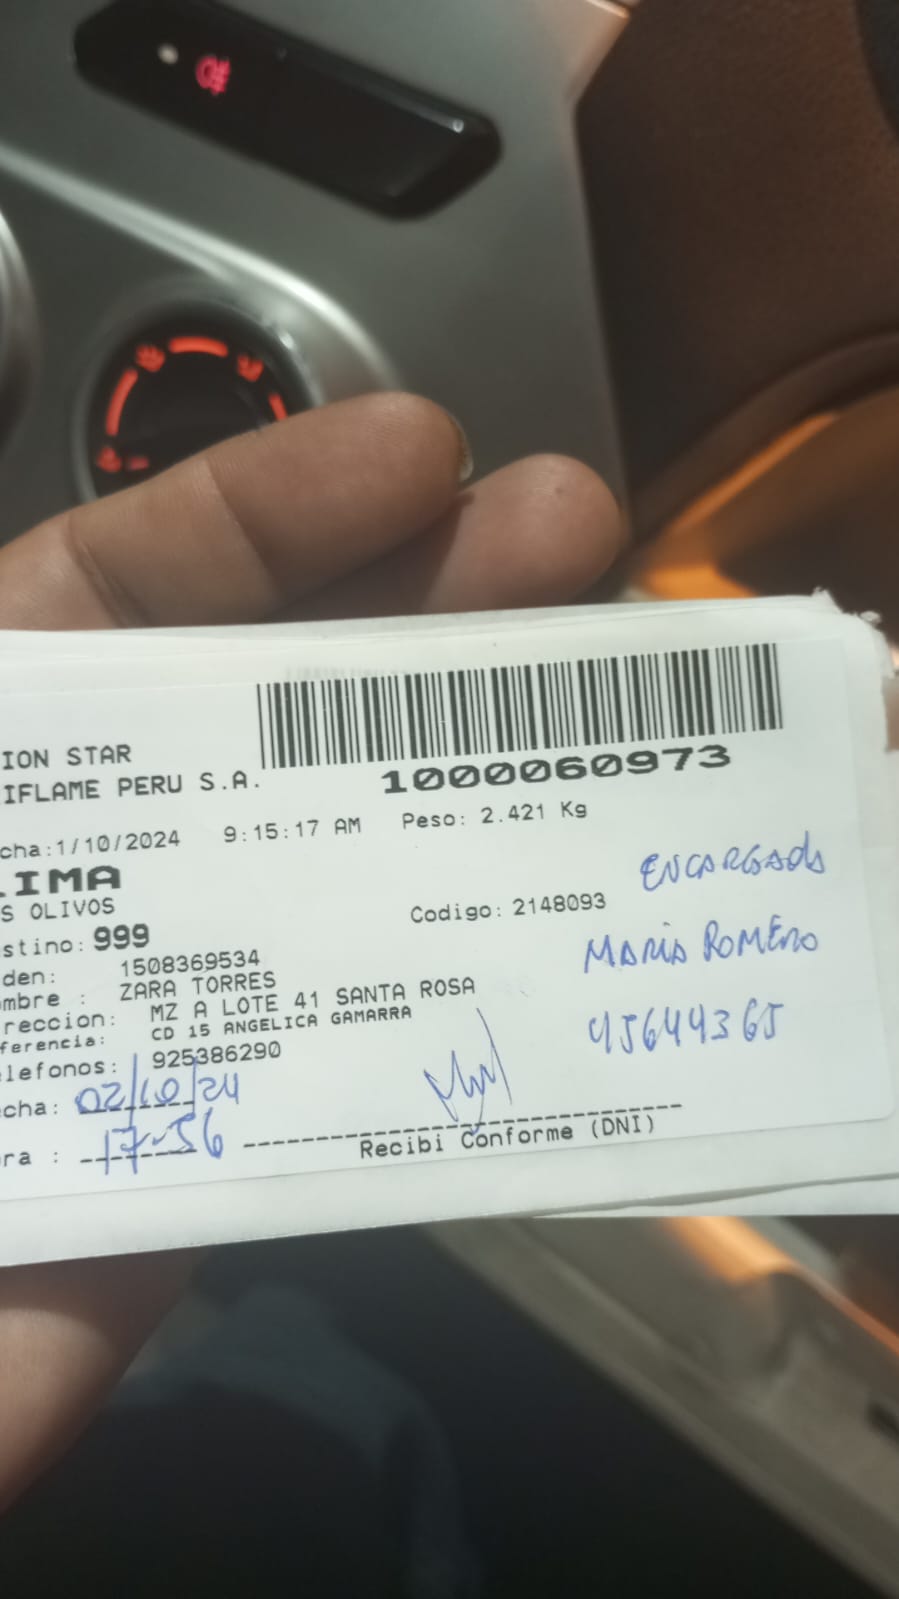 ION STAR
IFLAME PERU S.A.
1000060973
cha:1/10/2024 9:15:17 AM Peso: 2.421 Kg
LIMA
S OLIVOS
Codigo: 2148093
stino: 999
den: 1508369534
mbre : ZARA TORRES
reccion: MZ A LOTE 41 SANTA ROSA
ferencia: CD 15 ANGELICA GAMARRA
lefonos: 925386290
cha: 02/10/24
ra : 17-56
Recibi Conforme (DNI)
ENCARGADA
MARIA ROMERO
45644365